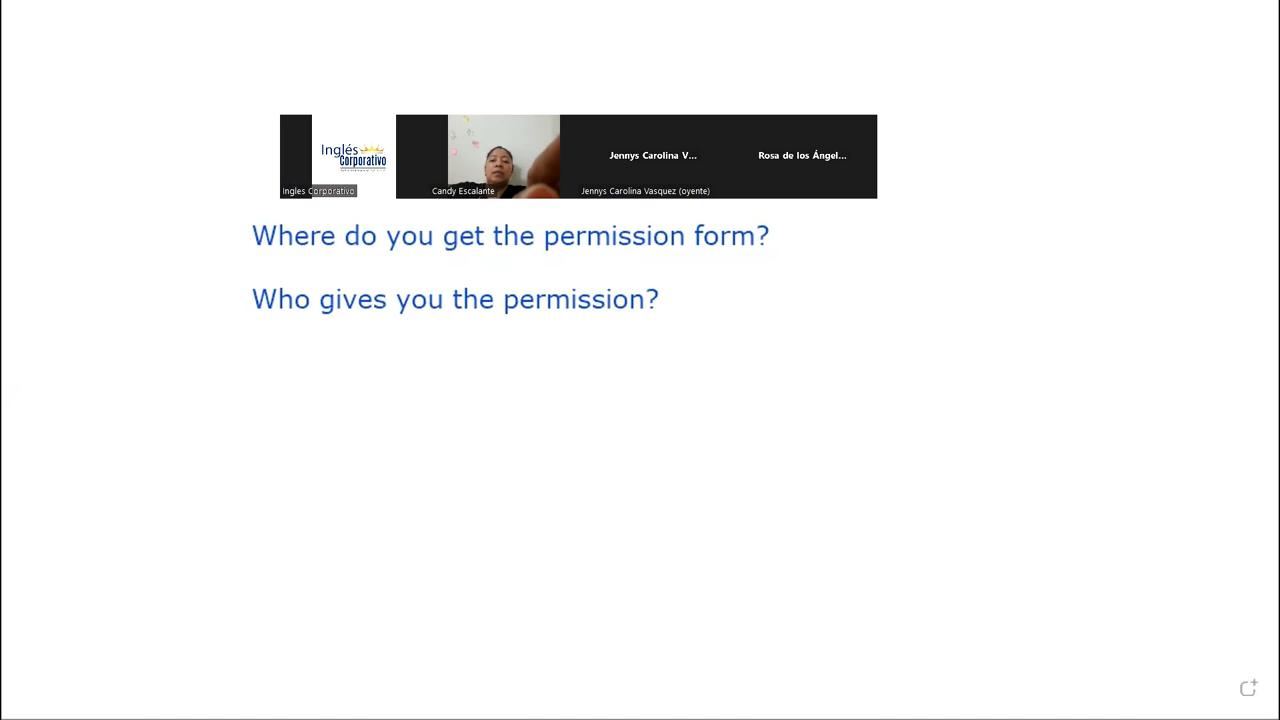 Inglés
Corporativo
Jennys Carolina V...
Rosa de los Ángel...
Ingles Corporativo
Candy Escalante
Jennys Carolina Vasquez (oyente)
Where do you get the permission form?
Who gives you the permission?